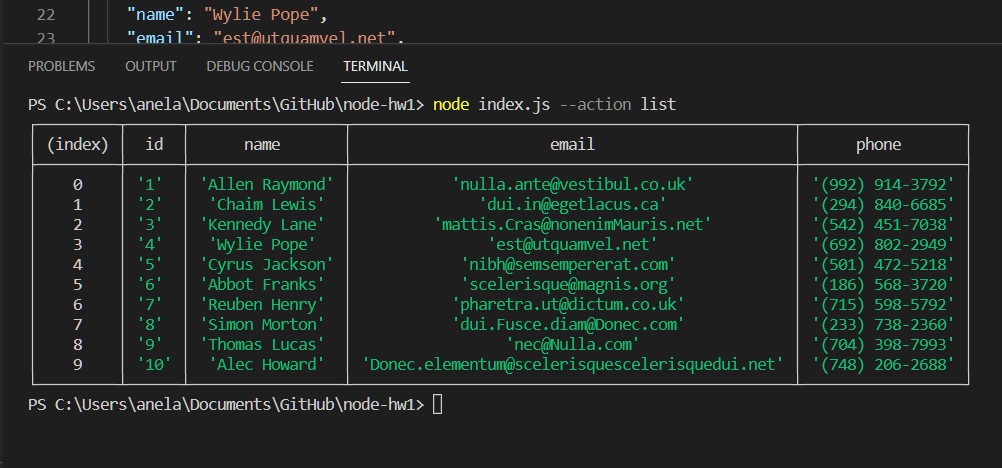 22 "name": "Wylie Pope",
23 "email": "est@utquamvel.net",
PROBLEMS OUTPUT DEBUG CONSOLE TERMINAL
PS C:\Users\anela\Documents\GitHub\node-hw1> node index.js --action list
(index) id name email phone
0 '1' 'Allen Raymond' 'nulla.ante@vestibul.co.uk' '(992) 914-3792'
1 '2' 'Chaim Lewis' 'dui.in@egetlacus.ca' '(294) 840-6685'
2 '3' 'Kennedy Lane' 'mattis.Cras@nonenimMauris.net' '(542) 451-7038'
3 '4' 'Wylie Pope' 'est@utquamvel.net' '(692) 802-2949'
4 '5' 'Cyrus Jackson' 'nibh@semsempererat.com' '(501) 472-5218'
5 '6' 'Abbot Franks' 'scelerisque@magnis.org' '(186) 568-3720'
6 '7' 'Reuben Henry' 'pharetra.ut@dictum.co.uk' '(715) 598-5792'
7 '8' 'Simon Morton' 'dui.Fusce.diam@Donec.com' '(233) 738-2360'
8 '9' 'Thomas Lucas' 'nec@Nulla.com' '(704) 398-7993'
9 '10' 'Alec Howard' 'Donec.elementum@scelerisquescelerisquedui.net' '(748) 206-2688'
PS C:\Users\anela\Documents\GitHub\node-hw1>